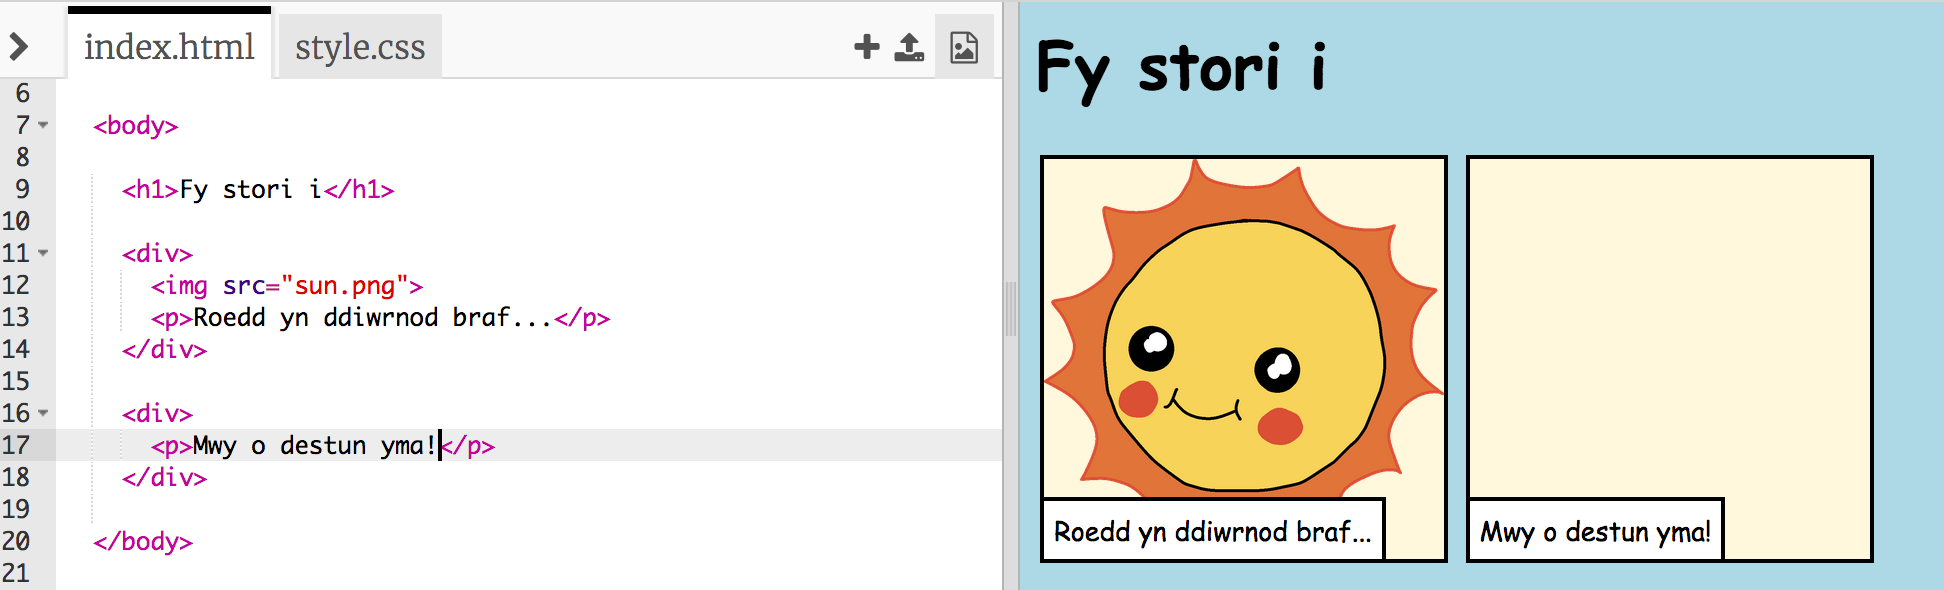 index.html style.css
6
7 <body>
8
9 <h1>Fy stori i</h1>
10
11 <div>
12 <img src="sun.png">
13 <p>Roedd yn ddiwrnod braf...</p>
14 </div>
15
16 <div>
17 <p>Mwy o destun yma!</p>
18 </div>
19
20 </body>
21
Fy stori i
Roedd yn ddiwrnod braf...
Mwy o destun yma!